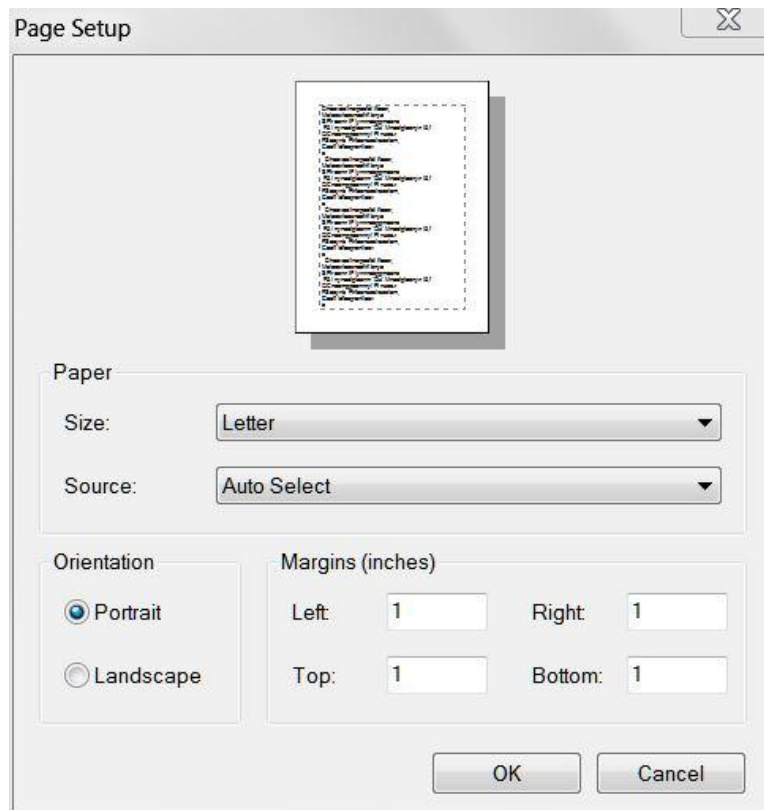 Page Setup
Paper
Size: Letter
Source: Auto Select
Orientation
Portrait
Landscape
Margins (inches)
Left: 1 Right: 1
Top: 1 Bottom: 1
OK Cancel